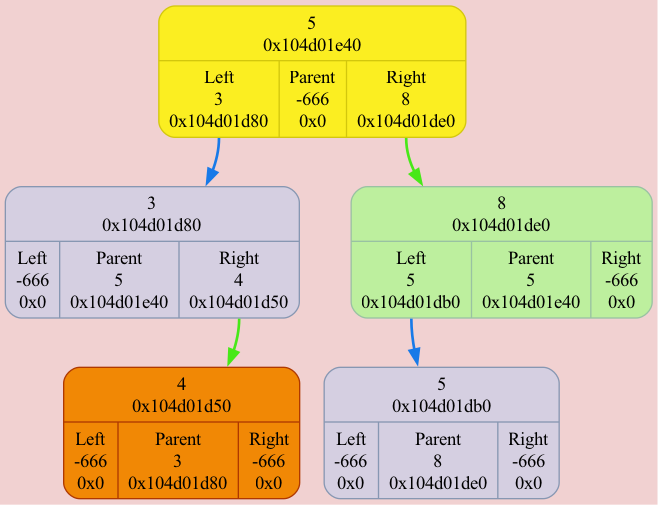 5
0x104d01e40
Left Parent Right
3 -666 8
0x104d01d80 0x0 0x104d01de0
3
0x104d01d80
Left Parent Right
-666 5 4
0x0 0x104d01e40 0x104d01d50
8
0x104d01de0
Left Parent Right
5 5 -666
0x104d01db0 0x104d01e40 0x0
4
0x104d01d50
Left Parent Right
-666 3 -666
0x0 0x104d01d80 0x0
5
0x104d01db0
Left Parent Right
-666 8 -666
0x0 0x104d01de0 0x0